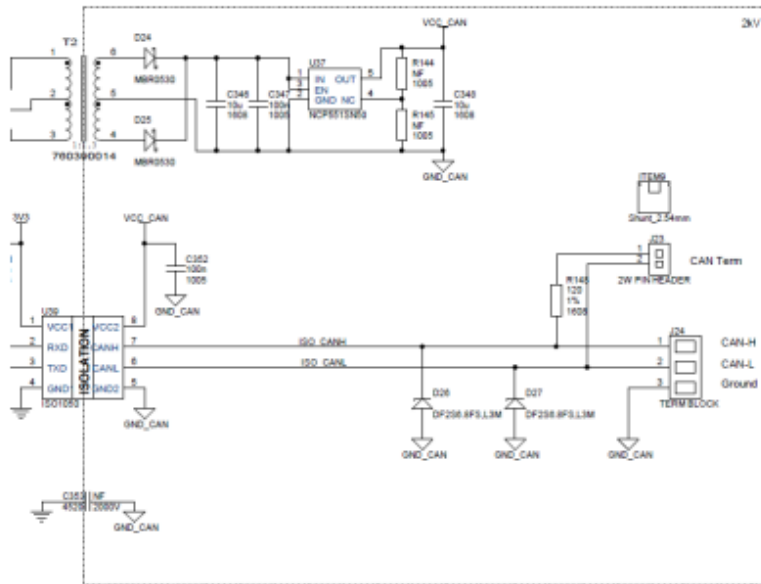 VCC_CAN
2kV
T2
D24
MBR0530
1 6
2 5
3 4
D25
MBR0530
760390014
C346
10u
1608
C347
100n
1005
U37
1 IN OUT 5
3 EN
2 GND NC 4
NCP551SN50
R144
NF
1005
R145
NF
1005
10u
1608
GND_CAN
ITEM9
Shunt_2.54mm
J23
1
2
CAN Term
2W PIN HEADER
3V3
VCC_CAN
C352
100n
1005
GND_CAN
R148
120
1%
1608
U39
1 VCC1 VCC2 8
2 RXD CANH 7
3 TXD CANL 6
4 GND GND2 5
ISOLATION
ISO1050
GND_CAN
ISO_CANH
ISO_CANL
J24
1 CAN-H
2 CAN-L
3 Ground
TERM BLOCK
D26
DF2S6.8FS,L3M
D27
DF2S6.8FS,L3M
GND_CAN
GND_CAN
GND_CAN
C353 NF
4520 2000V
GND_CAN